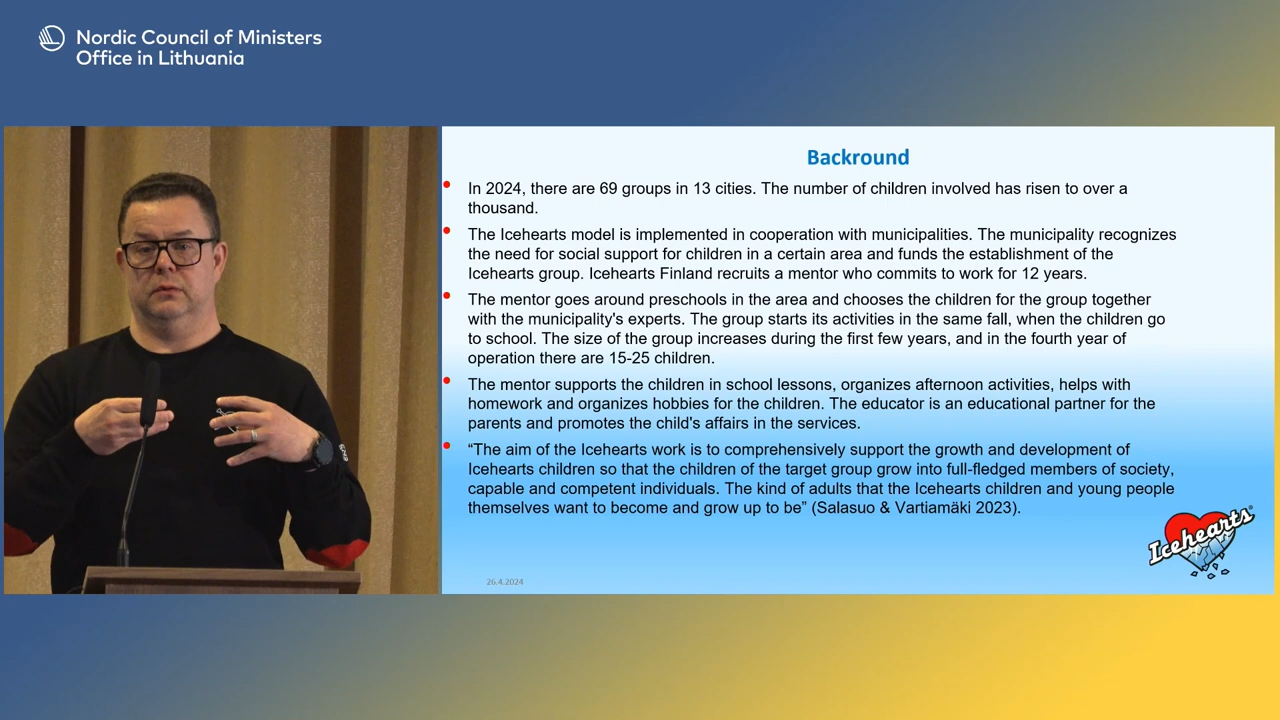 Nordic Council of Ministers
Office in Lithuania
Backround
In 2024, there are 69 groups in 13 cities. The number of children involved has risen to over a
thousand.
The Icehearts model is implemented in cooperation with municipalities. The municipality recognizes
the need for social support for children in a certain area and funds the establishment of the
Icehearts group. Icehearts Finland recruits a mentor who commits to work for 12 years.
The mentor goes around preschools in the area and chooses the children for the group together
with the municipality's experts. The group starts its activities in the same fall, when the children go
to school. The size of the group increases during the first few years, and in the fourth year of
operation there are 15-25 children.
The mentor supports the children in school lessons, organizes afternoon activities, helps with
homework and organizes hobbies for the children. The educator is an educational partner for the
parents and promotes the child's affairs in the services.
“The aim of the Icehearts work is to comprehensively support the growth and development of
Icehearts children so that the children of the target group grow into full-fledged members of society,
capable and competent individuals. The kind of adults that the Icehearts children and young people
themselves want to become and grow up to be” (Salasuo & Vartiamäki 2023).
Icehearts
26.4.2024